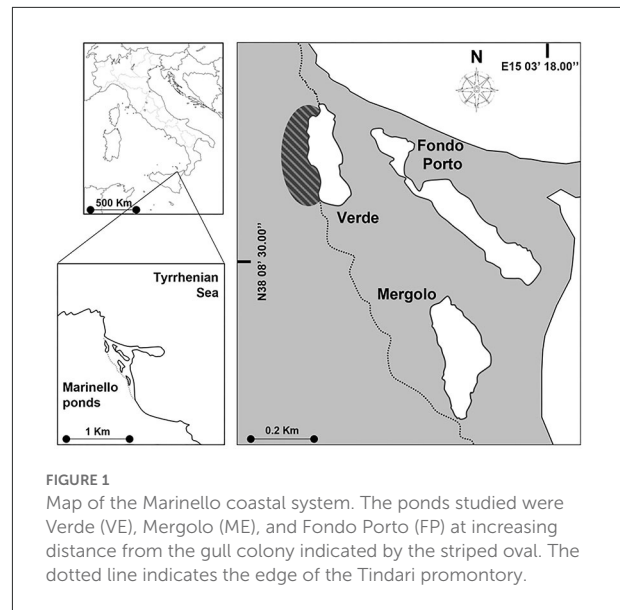 500 Km
Tyrrhenian
Sea
Marinello
ponds
1 Km
N
E15 03' 18.00''
Fondo
Porto
Verde
N38 08' 30.00''
Mergolo
0.2 Km
FIGURE 1
Map of the Marinello coastal system. The ponds studied were
Verde (VE), Mergolo (ME), and Fondo Porto (FP) at increasing
distance from the gull colony indicated by the striped oval. The
dotted line indicates the edge of the Tindari promontory.